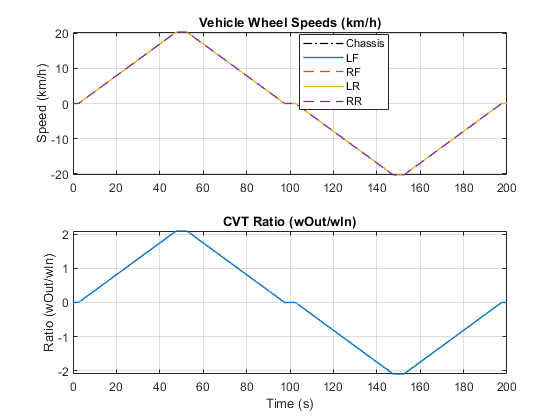 Vehicle Wheel Speeds (km/h)
Speed (km/h)
20
10
0
-10
-20
Chassis
LF
RF
LR
RR
0 20 40 60 80 100 120 140 160 180 200
CVT Ratio (wOut/wIn)
Ratio (wOut/wIn)
2
1
0
-1
-2
0 20 40 60 80 100 120 140 160 180 200
Time (s)